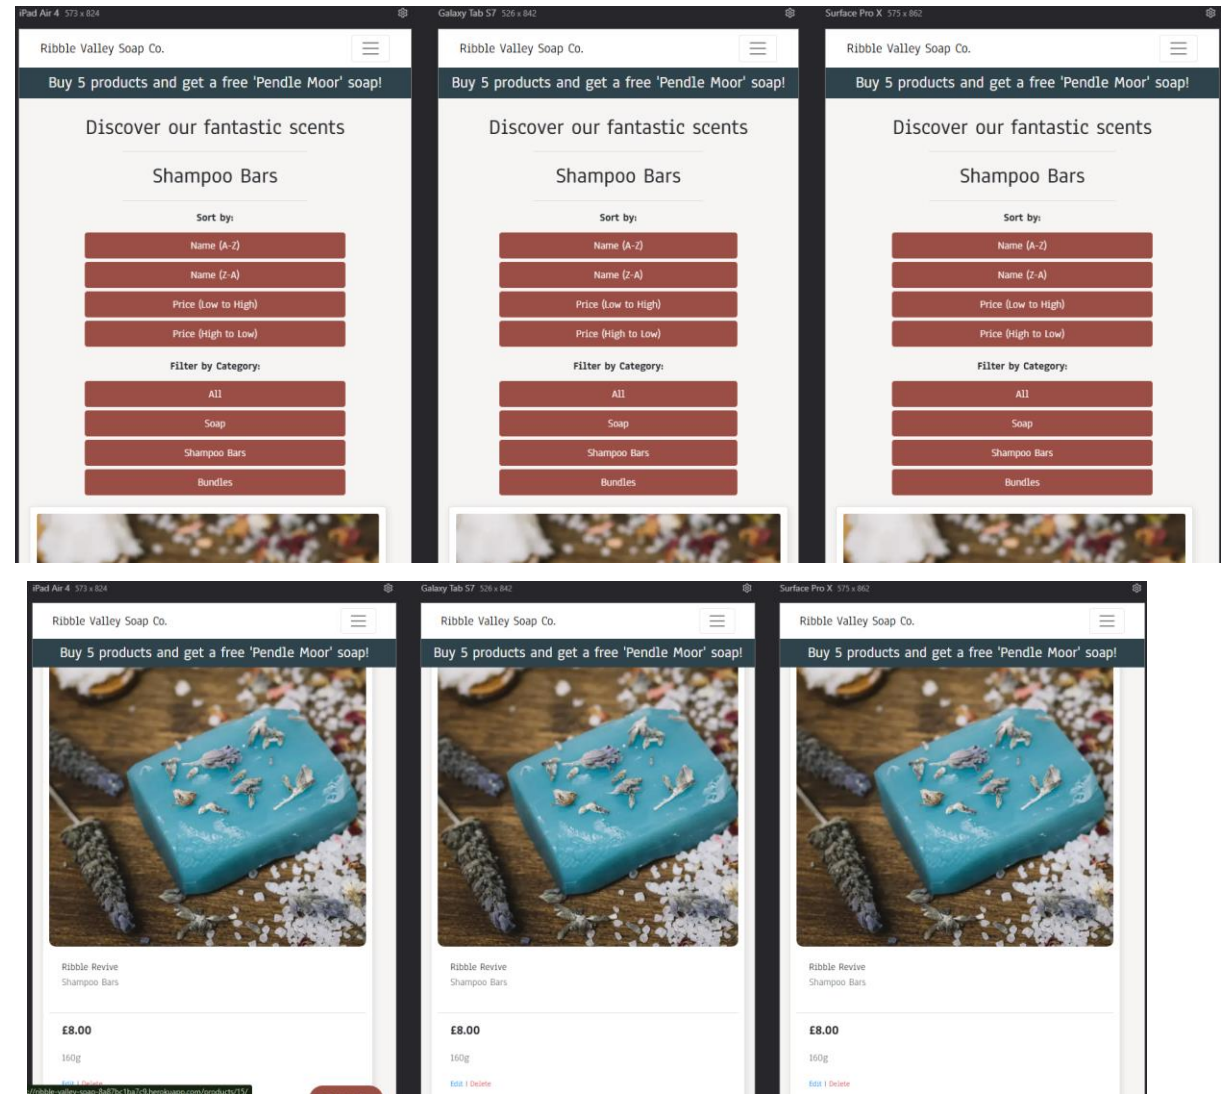 iPad Air 4 573 x 824 Galaxy Tab S7 526 x 842 Surface Pro X 575 x 862
Ribble Valley Soap Co. Ribble Valley Soap Co. Ribble Valley Soap Co.
Buy 5 products and get a free 'Pendle Moor' soap! Buy 5 products and get a free 'Pendle Moor' soap! Buy 5 products and get a free 'Pendle Moor' soap!
Discover our fantastic scents Discover our fantastic scents Discover our fantastic scents
Shampoo Bars Shampoo Bars Shampoo Bars
Sort by: Sort by: Sort by:
Name (A-Z) Name (A-Z) Name (A-Z)
Name (Z-A) Name (Z-A) Name (Z-A)
Price (Low to High) Price (Low to High) Price (Low to High)
Price (High to Low) Price (High to Low) Price (High to Low)
Filter by Category: Filter by Category: Filter by Category:
All All All
Soap Soap Soap
Shampoo Bars Shampoo Bars Shampoo Bars
Bundles Bundles Bundles
iPad Air 4 573 x 824 Galaxy Tab S7 526 x 842 Surface Pro X 575 x 862
Ribble Valley Soap Co. Ribble Valley Soap Co. Ribble Valley Soap Co.
Buy 5 products and get a free 'Pendle Moor' soap! Buy 5 products and get a free 'Pendle Moor' soap! Buy 5 products and get a free 'Pendle Moor' soap!
Ribble Revive Ribble Revive Ribble Revive
Shampoo Bars Shampoo Bars Shampoo Bars
£8.00 £8.00 £8.00
160g 160g 160g
Edit | Delete Edit | Delete Edit | Delete